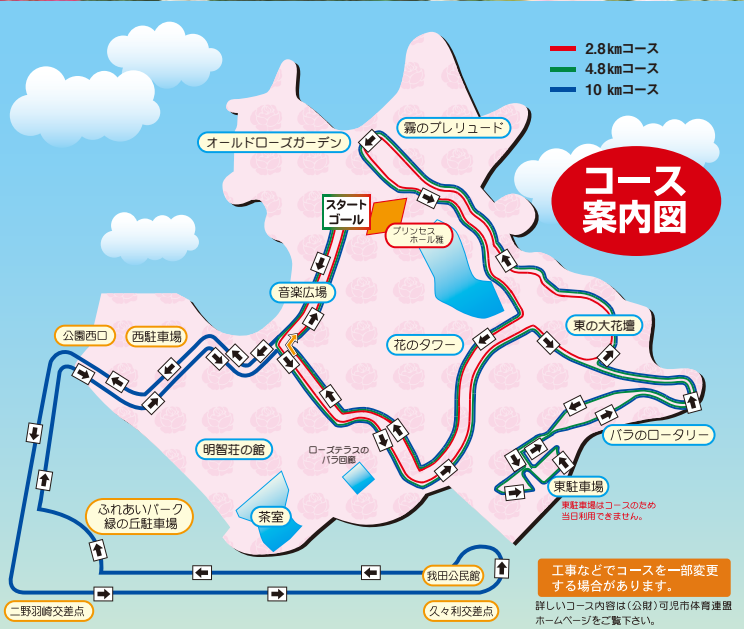 2.8㎞コース
4.8㎞コース
10 ㎞コース
コース
案内図
霧のプレリュード
オールドローズガーデン
スタート
ゴール
プリンセス
ホール雅
音楽広場
公園西口
西駐車場
花のタワー
東の大花壇
バラのロータリー
明智荘の館
ローズテラスの
バラ回廊
東駐車場
東駐車場はコースのため
当日利用できません。
ふれあいパーク
緑の丘駐車場
茶室
我田公民館
二野羽崎交差点
久々利交差点
工事などでコースを一部変更
する場合があります。
詳しいコース内容は(公財)可児市体育連盟
ホームページをご覧下さい。